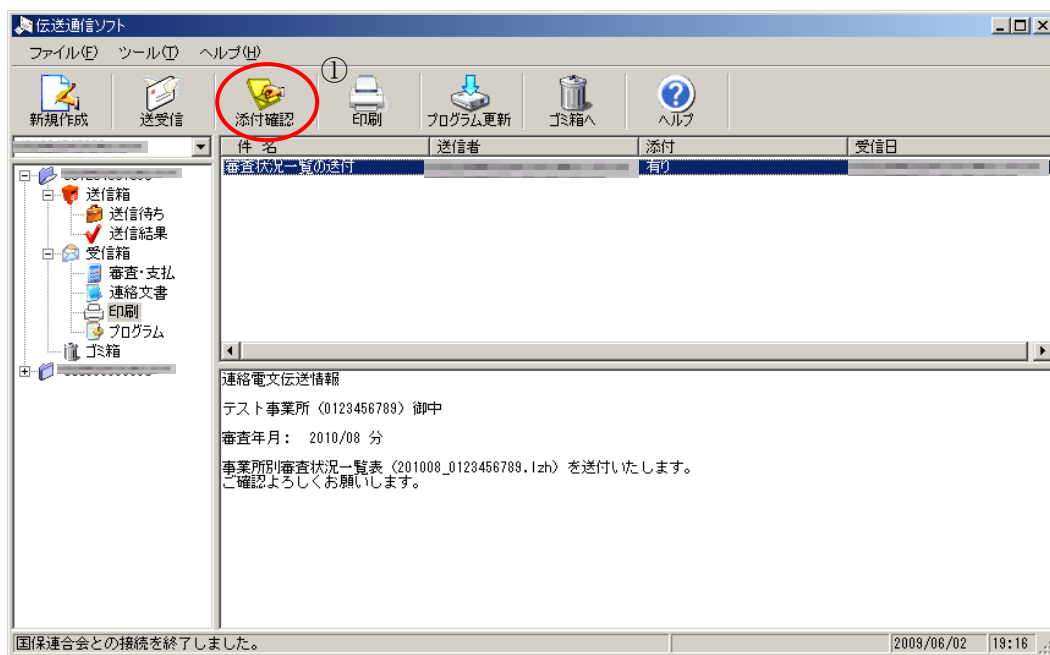 伝送通信ソフト
ファイル(F) ツール(T) ヘルプ(H)
①
新規作成 送受信 添付確認 印刷 プログラム更新 ゴミ箱へ ヘルプ
件 名 送信者 添付 受信日
審査状況一覧の送付 有り
送信箱
送信待ち
送信結果
受信箱
審査・支払
連絡文書
印刷
プログラム
ゴミ箱
連絡電文伝送情報
テスト事業所（0123456789）御中
審査年月： 2010/08 分
事業所別審査状況一覧表（201008_0123456789.lzh）を送付いたします。
ご確認よろしくお願いします。
国保連合会との接続を終了しました。 2009/06/02 19:16